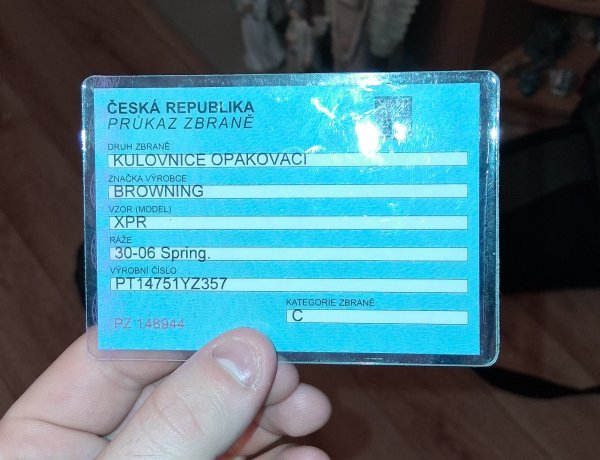 ČESKÁ REPUBLIKA
PRŮKAZ ZBRANĚ
DRUH ZBRANĚ
KULOVNICE OPAKOVACÍ
ZNAČKA VÝROBCE
BROWNING
VZOR (MODEL)
XPR
RÁŽE
30-06 Spring.
VÝROBNÍ ČÍSLO
PT14751YZ357
KATEGORIE ZBRANĚ
C
PZ 148944